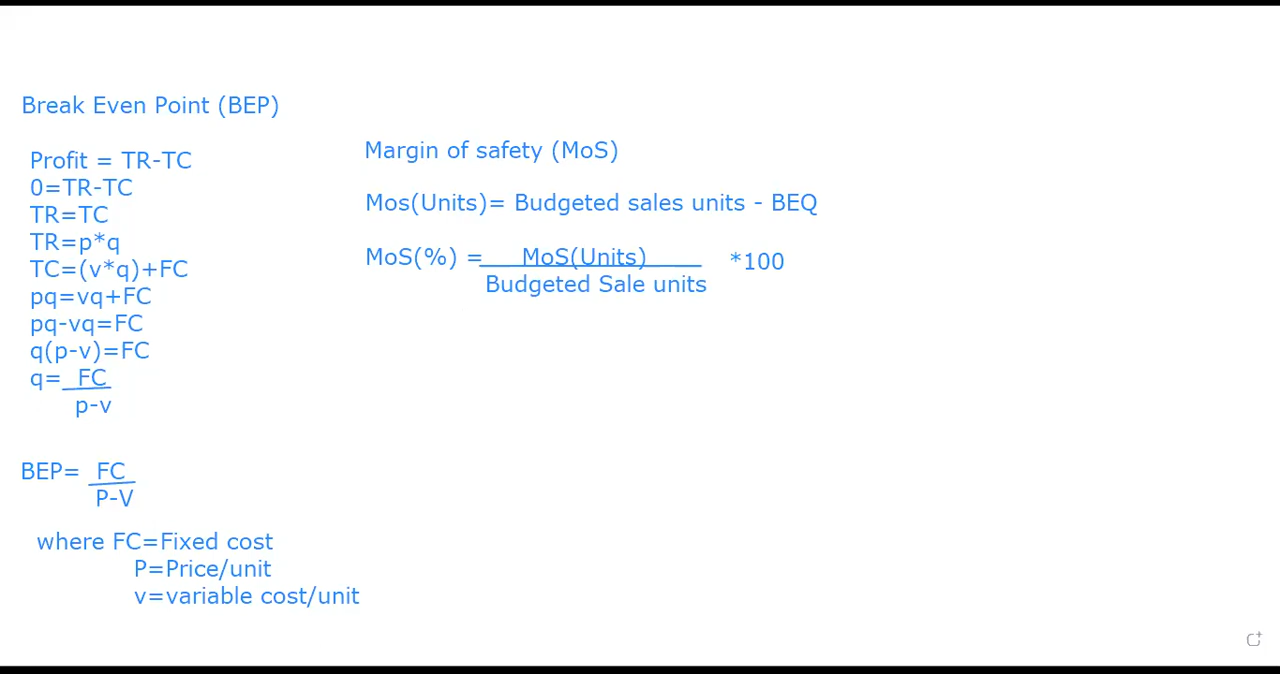 Break Even Point (BEP)
Profit = TR-TC
0=TR-TC
TR=TC
TR=p*q
TC=(v*q)+FC
pq=vq+FC
pq-vq=FC
q(p-v)=FC
q= FC
p-v
BEP= FC
P-V
where FC=Fixed cost
P=Price/unit
v=variable cost/unit
Margin of safety (MoS)
Mos(Units)= Budgeted sales units - BEQ
MoS(%) = MoS(Units) *100
Budgeted Sale units